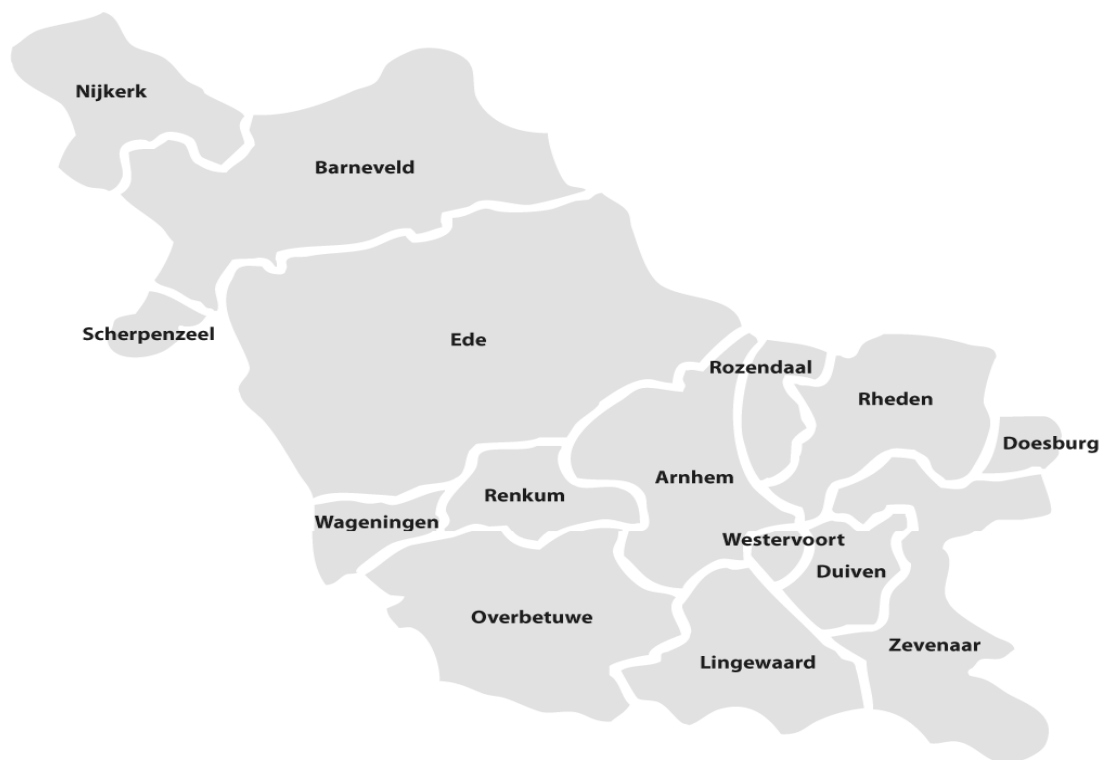 Nijkerk
Barneveld
Scherpenzeel
Ede
Rozendaal
Rheden
Doesburg
Arnhem
Renkum
Wageningen
Westervoort
Duiven
Overbetuwe
Zevenaar
Lingewaard